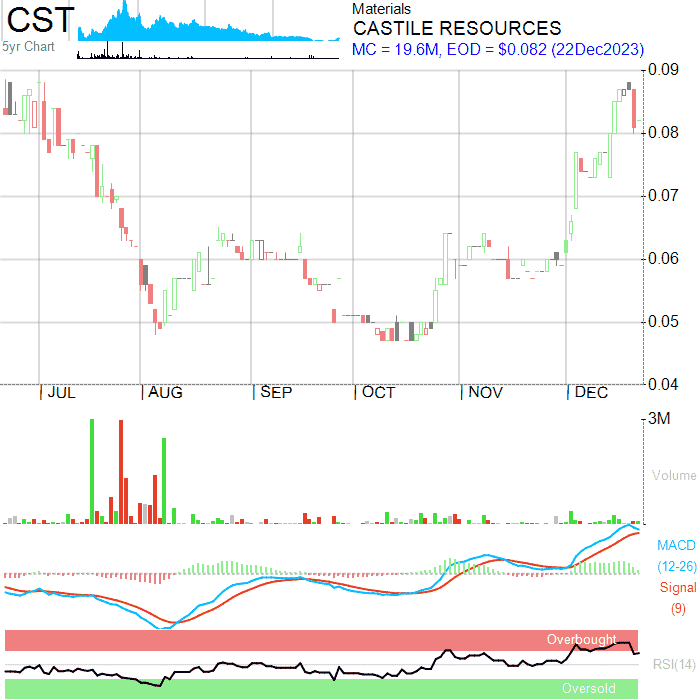 CST
5yr Chart
Materials
CASTILE RESOURCES
MC = 19.6M, EOD = $0.082 (22Dec2023)
0.09
0.08
0.07
0.06
0.05
0.04
JUL AUG SEP OCT NOV DEC
3M
Volume
MACD
(12-26)
Signal
(9)
Overbought
RSI(14)
Oversold